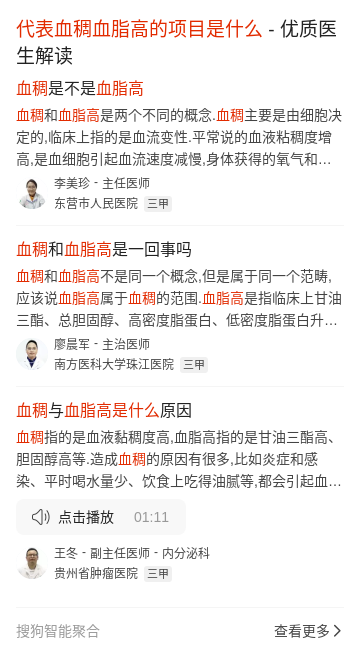 代表血稠血脂高的项目是什么 - 优质医
生解读
血稠是不是血脂高
血稠和血脂高是两个不同的概念.血稠主要是由细胞决
定的,临床上指的是血流变性.平常说的血液粘稠度增
高,是血细胞引起血流速度减慢,身体获得的氧气和...
李美珍 - 主任医师
东营市人民医院 三甲
血稠和血脂高是一回事吗
血稠和血脂高不是同一个概念,但是属于同一个范畴,
应该说血脂高属于血稠的范围.血脂高是指临床上甘油
三酯、总胆固醇、高密度脂蛋白、低密度脂蛋白升...
廖晨军 - 主治医师
南方医科大学珠江医院 三甲
血稠与血脂高是什么原因
血稠指的是血液黏稠度高,血脂高指的是甘油三酯高、
胆固醇高等.造成血稠的原因有很多,比如炎症和感
染、平时喝水量少、饮食上吃得油腻等,都会引起血...
点击播放 01:11
王冬 - 副主任医师 - 内分泌科
贵州省肿瘤医院 三甲
搜狗智能聚合 查看更多